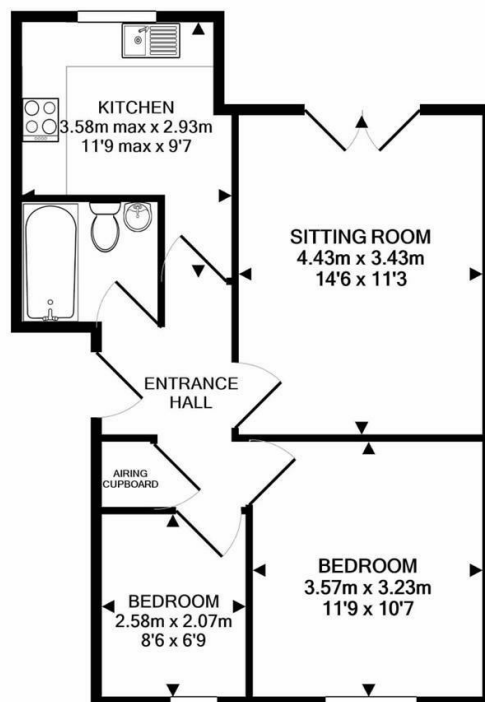 KITCHEN
3.58m max x 2.93m
11'9 max x 9'7
SITTING ROOM
4.43m x 3.43m
14'6 x 11'3
ENTRANCE
HALL
AIRING
CUPBOARD
BEDROOM
2.58m x 2.07m
8'6 x 6'9
BEDROOM
3.57m x 3.23m
11'9 x 10'7